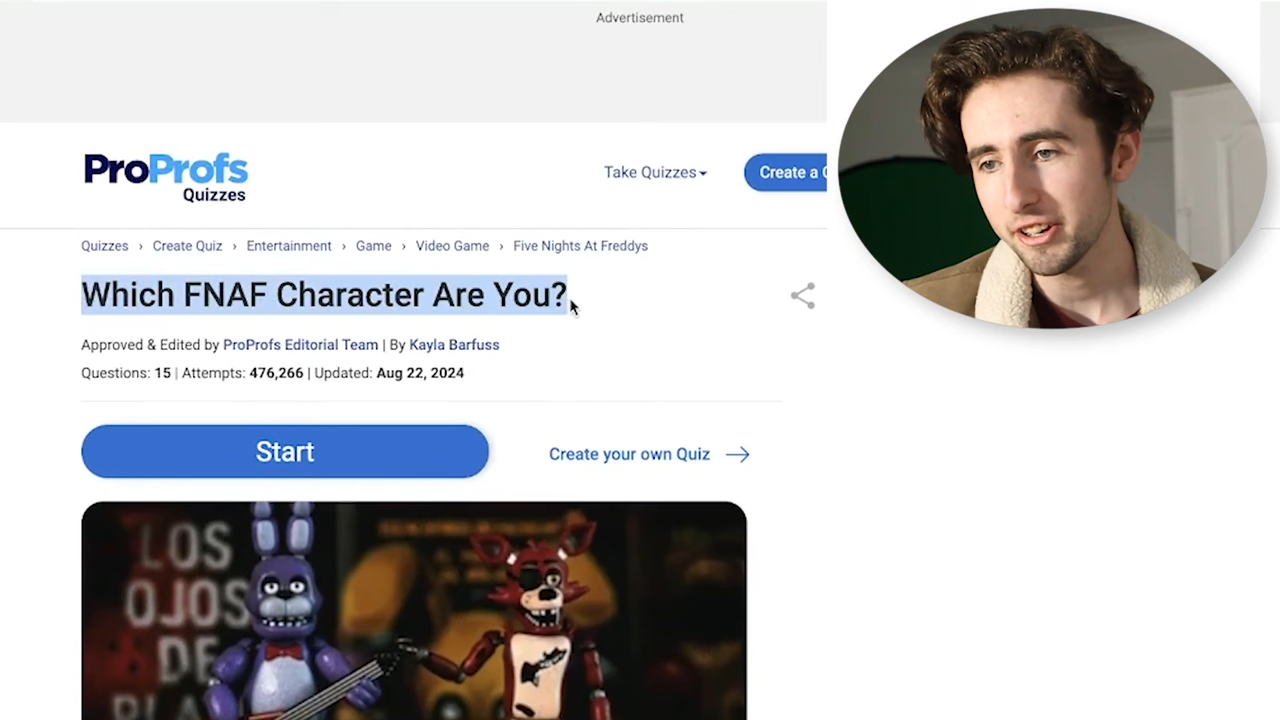 Advertisement
ProProfs
Quizzes
Take Quizzes
Create a
Quizzes › Create Quiz › Entertainment › Game › Video Game › Five Nights At Freddys
Which FNAF Character Are You?
Approved & Edited by ProProfs Editorial Team | By Kayla Barfuss
Questions: 15 | Attempts: 476,266 | Updated: Aug 22, 2024
Start
Create your own Quiz
LOS
OJOS
DE